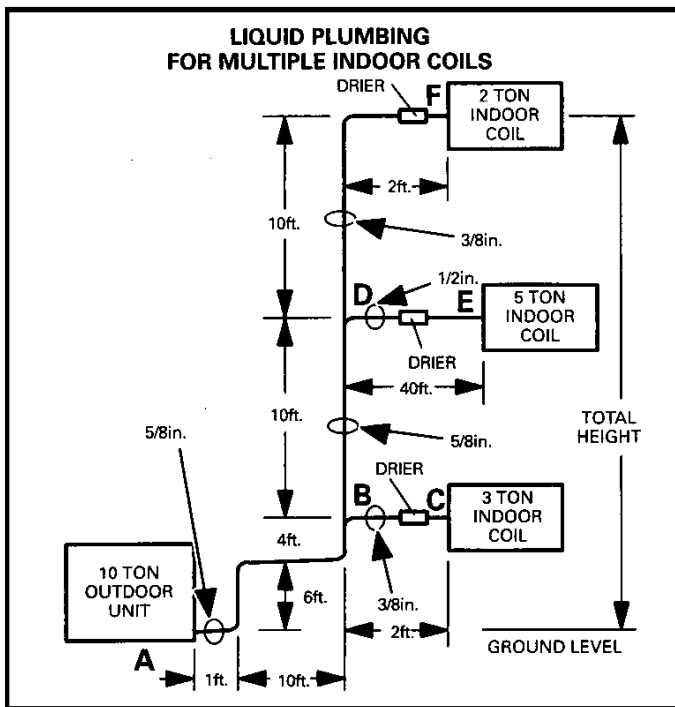 LIQUID PLUMBING
FOR MULTIPLE INDOOR COILS
DRIER
F
2 TON
INDOOR
COIL
2ft.
10ft.
3/8in.
1/2in.
D
E
5 TON
INDOOR
COIL
DRIER
40ft.
10ft.
TOTAL
HEIGHT
5/8in.
5/8in.
DRIER
B
C
3 TON
INDOOR
COIL
4ft.
10 TON
OUTDOOR
UNIT
6ft.
3/8in.
2ft.
GROUND LEVEL
A
1ft.
10ft.